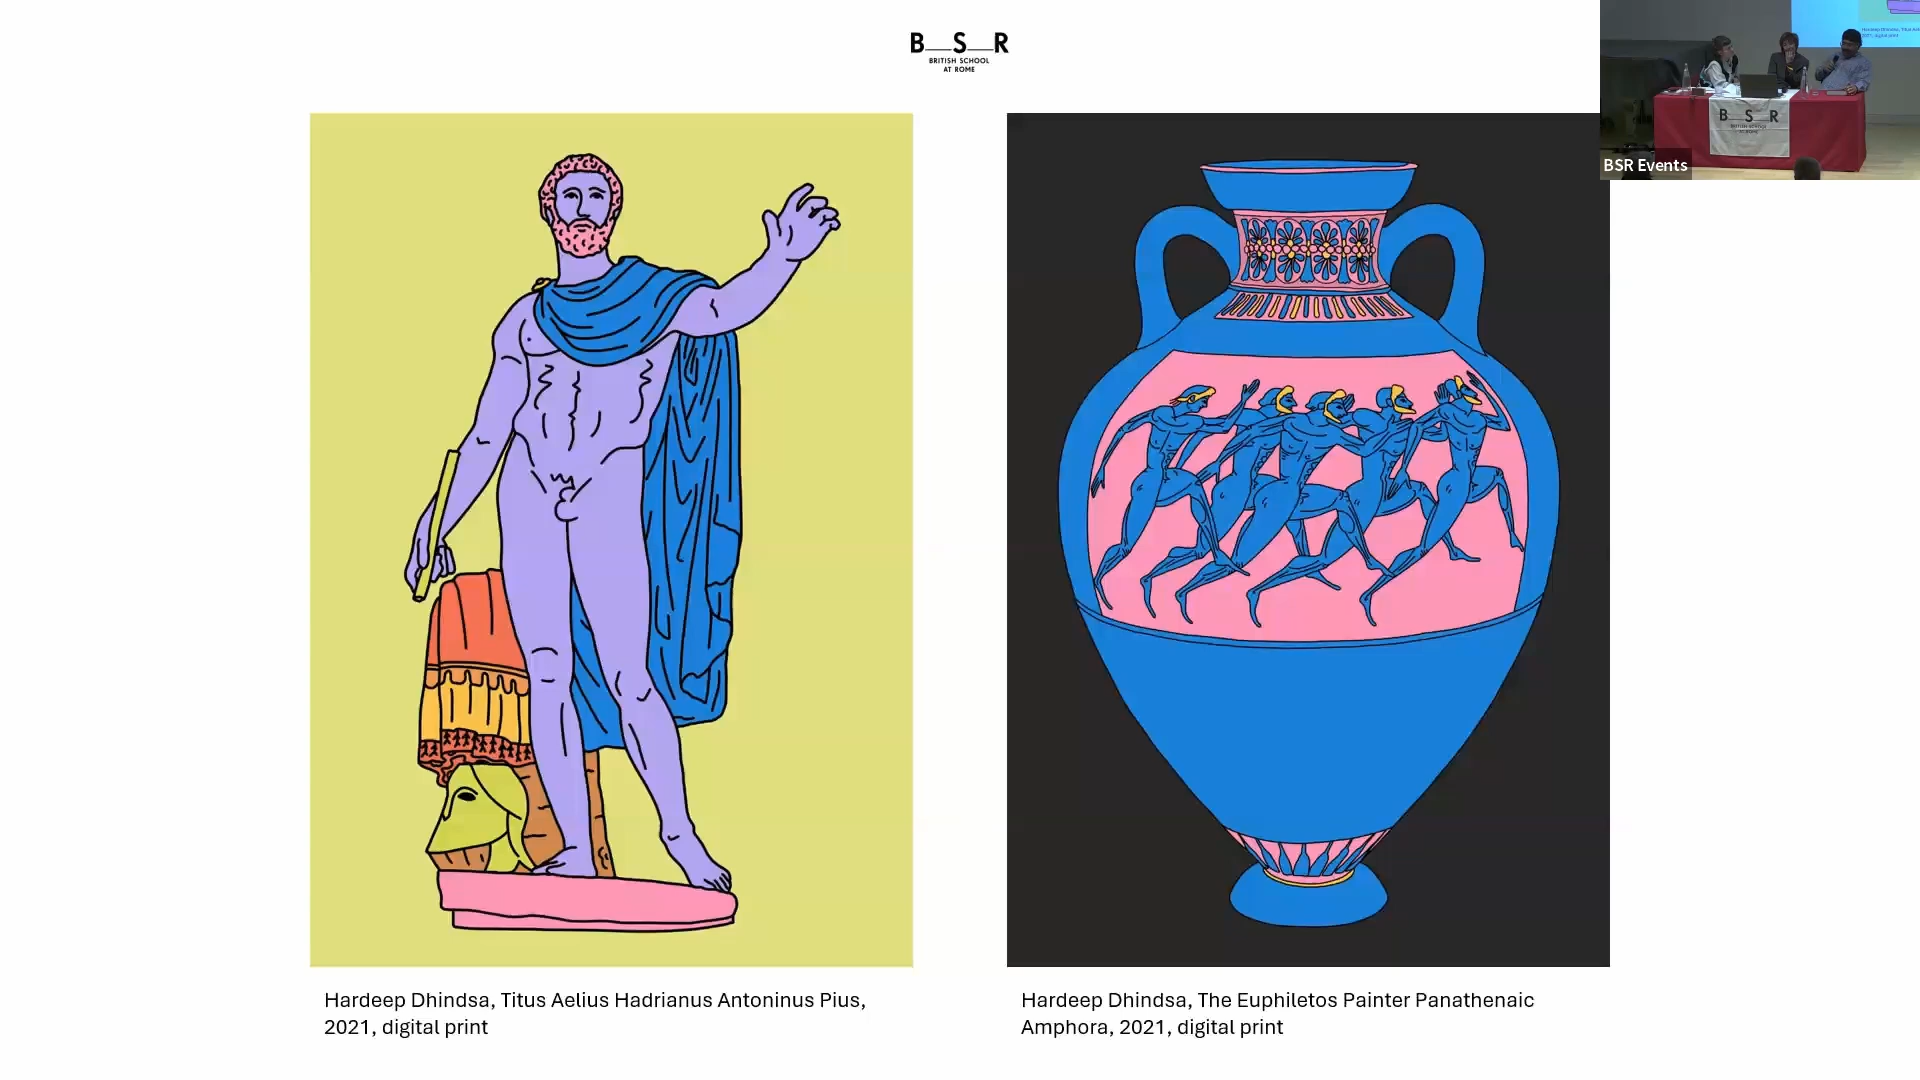 B__S__R
BRITISH SCHOOL
AT ROME
B S R
BSR Events
Hardeep Dhindsa, Titus Aelius Hadrianus Antoninus Pius,
2021, digital print
Hardeep Dhindsa, The Euphiletos Painter Panathenaic
Amphora, 2021, digital print